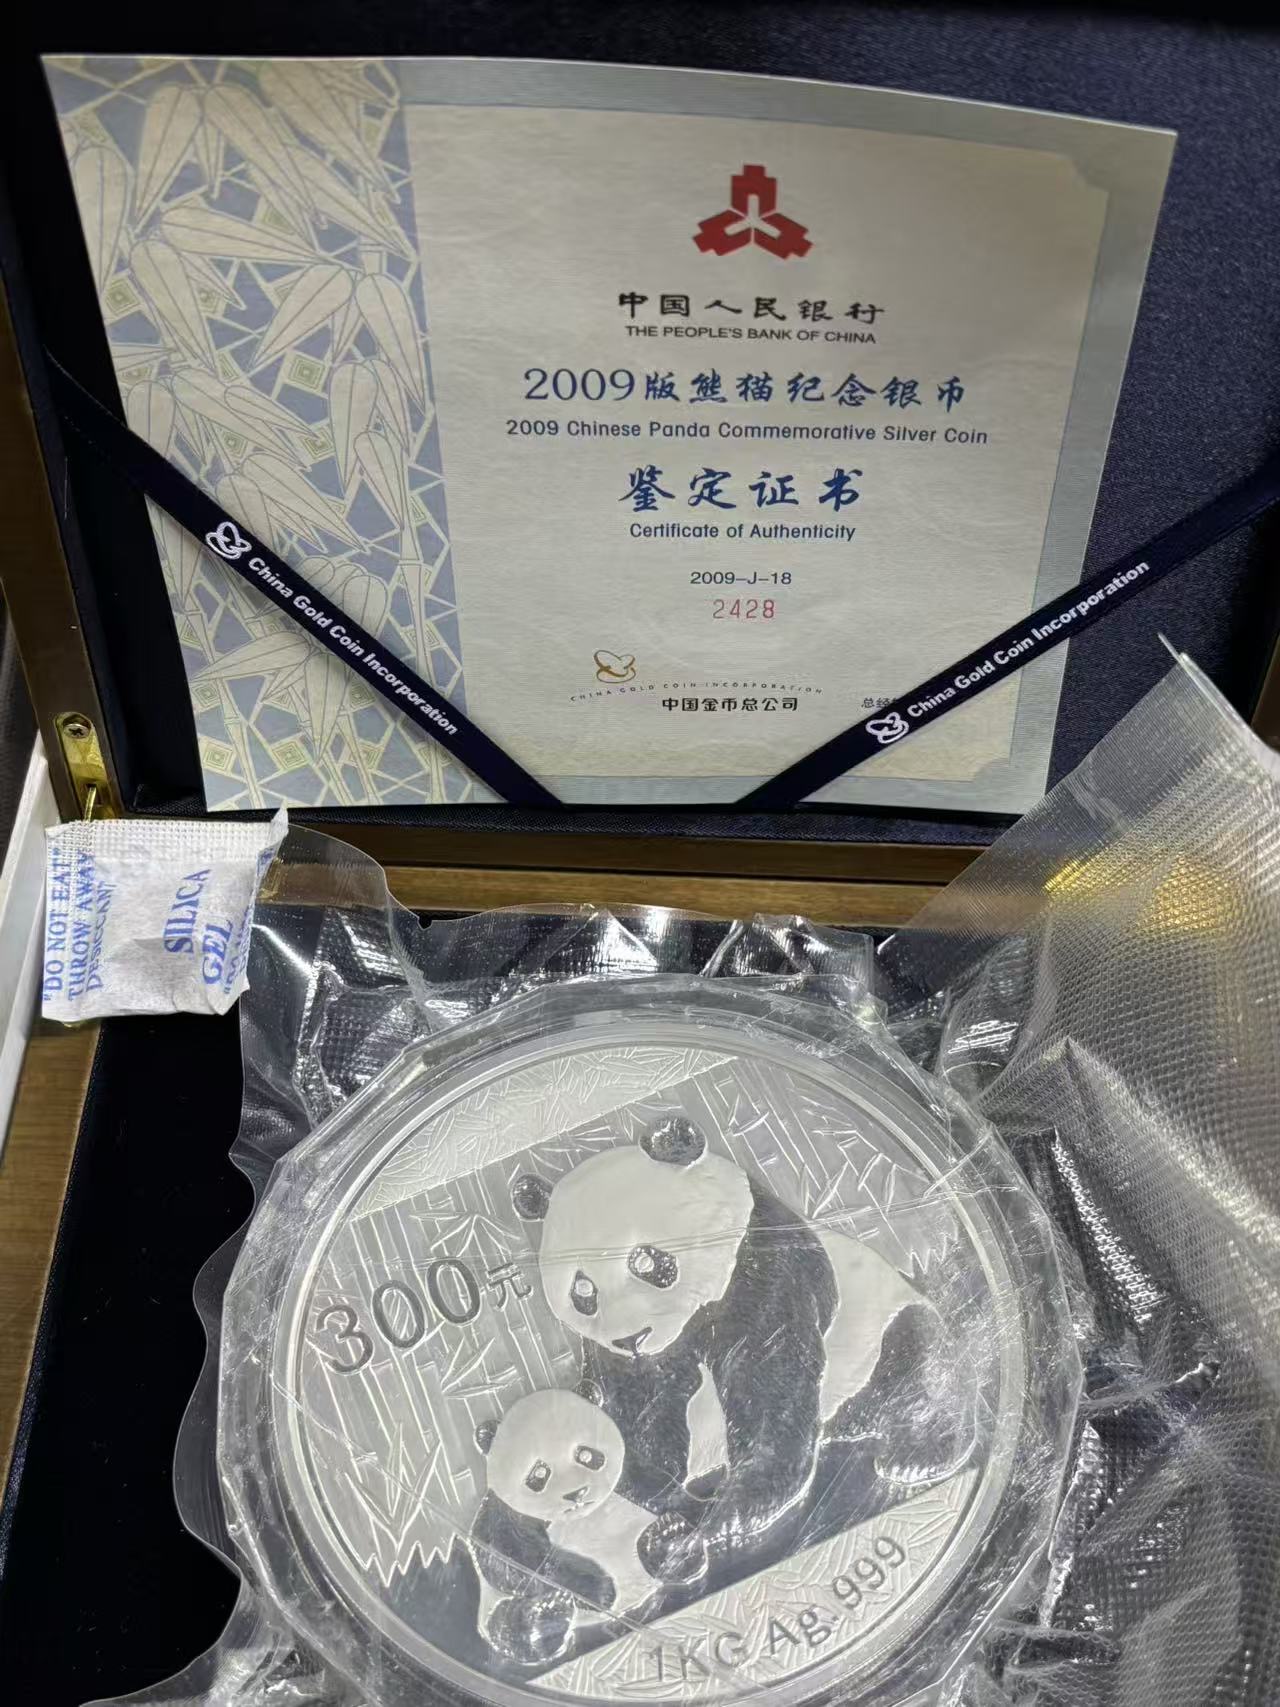 中国人民银行
THE PEOPLE'S BANK OF CHINA
2009版熊猫纪念银币
2009 Chinese Panda Commemorative Silver Coin
鉴定证书
Certificate of Authenticity
2009-J-18
2428
CHINA GOLD COIN INCORPORATION
中国金币总公司
总经
China Gold Coin Incorporation
China Gold Coin Incorporation
"DO NOT EAT"
THROW AWAY
DESICCANT
SILICA
GEL
300元
1KG Ag.999